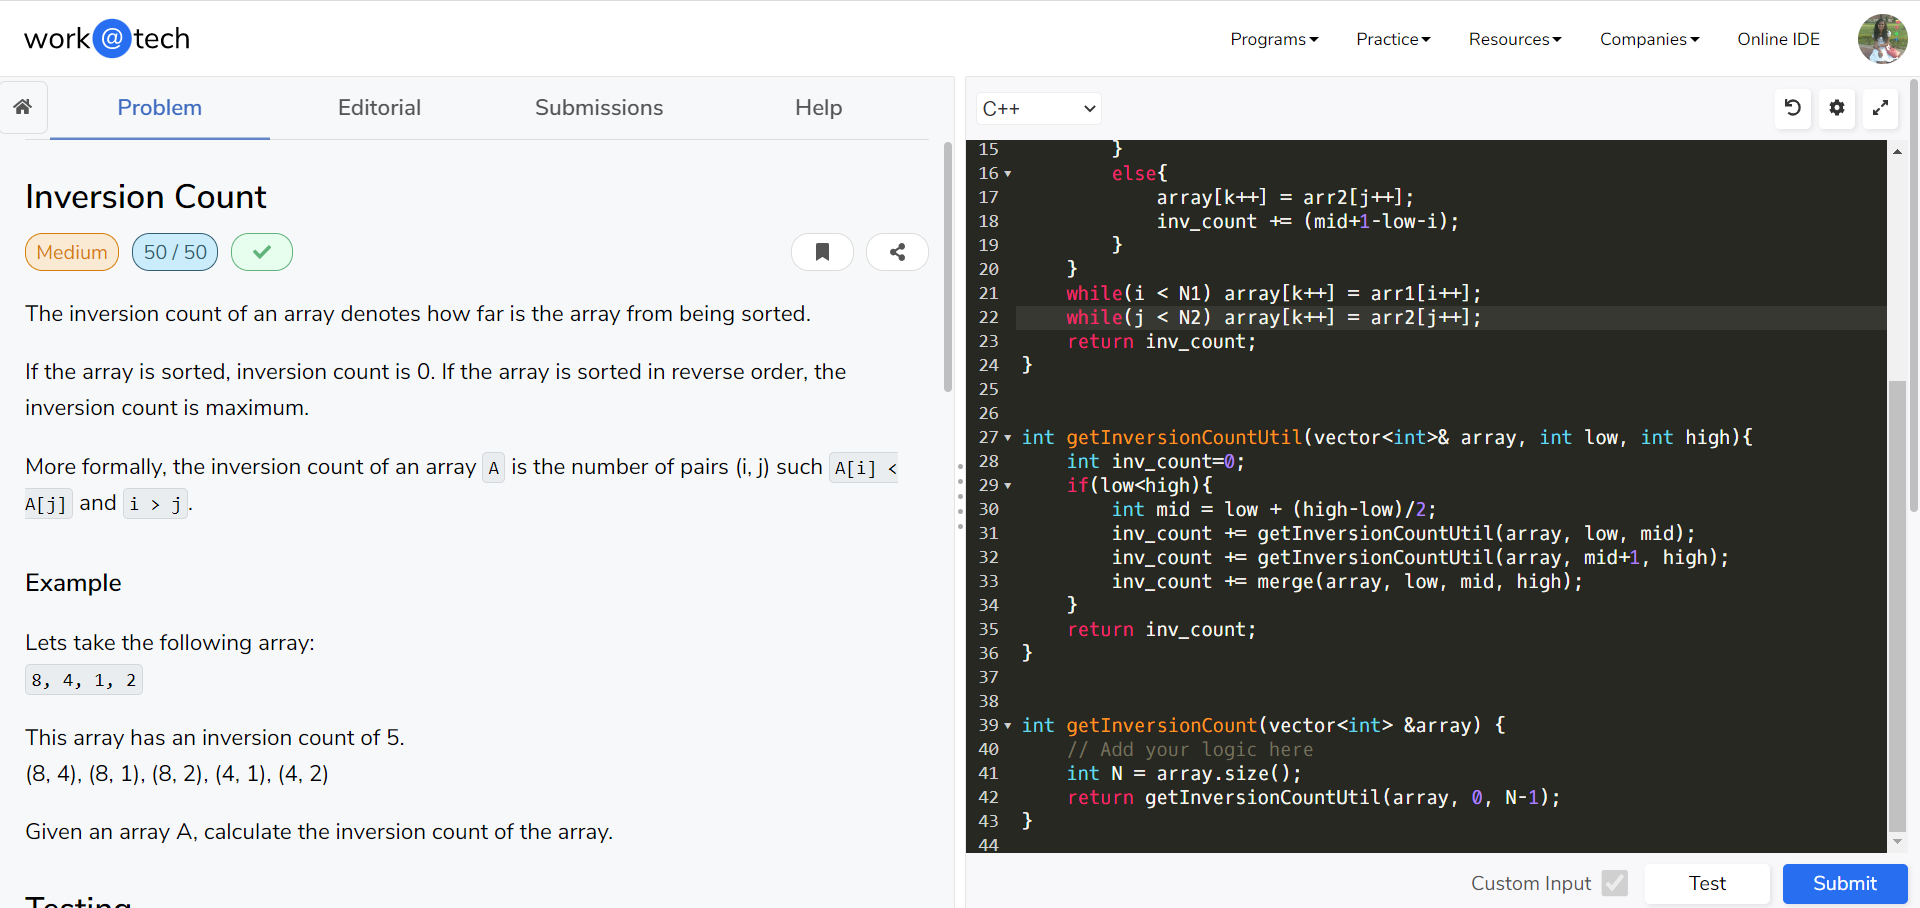 work@tech
Programs
Practice
Resources
Companies
Online IDE
Problem
Editorial
Submissions
Help
Inversion Count
Medium
50 / 50
The inversion count of an array denotes how far is the array from being sorted.
If the array is sorted, inversion count is 0. If the array is sorted in reverse order, the
inversion count is maximum.
More formally, the inversion count of an array A is the number of pairs (i, j) such A[i] <
A[j] and i > j.
Example
Lets take the following array:
8, 4, 1, 2
This array has an inversion count of 5.
(8, 4), (8, 1), (8, 2), (4, 1), (4, 2)
Given an array A, calculate the inversion count of the array.
Testing
C++
15 }
16 else{
17 array[k++] = arr2[j++];
18 inv_count += (mid+1-low-i);
19 }
20 }
21 while(i < N1) array[k++] = arr1[i++];
22 while(j < N2) array[k++] = arr2[j++];
23 return inv_count;
24 }
25
26
27 int getInversionCountUtil(vector<int>& array, int low, int high){
28 int inv_count=0;
29 if(low<high){
30 int mid = low + (high-low)/2;
31 inv_count += getInversionCountUtil(array, low, mid);
32 inv_count += getInversionCountUtil(array, mid+1, high);
33 inv_count += merge(array, low, mid, high);
34 }
35 return inv_count;
36 }
37
38
39 int getInversionCount(vector<int> &array) {
40 // Add your logic here
41 int N = array.size();
42 return getInversionCountUtil(array, 0, N-1);
43 }
44
Custom Input
Test
Submit